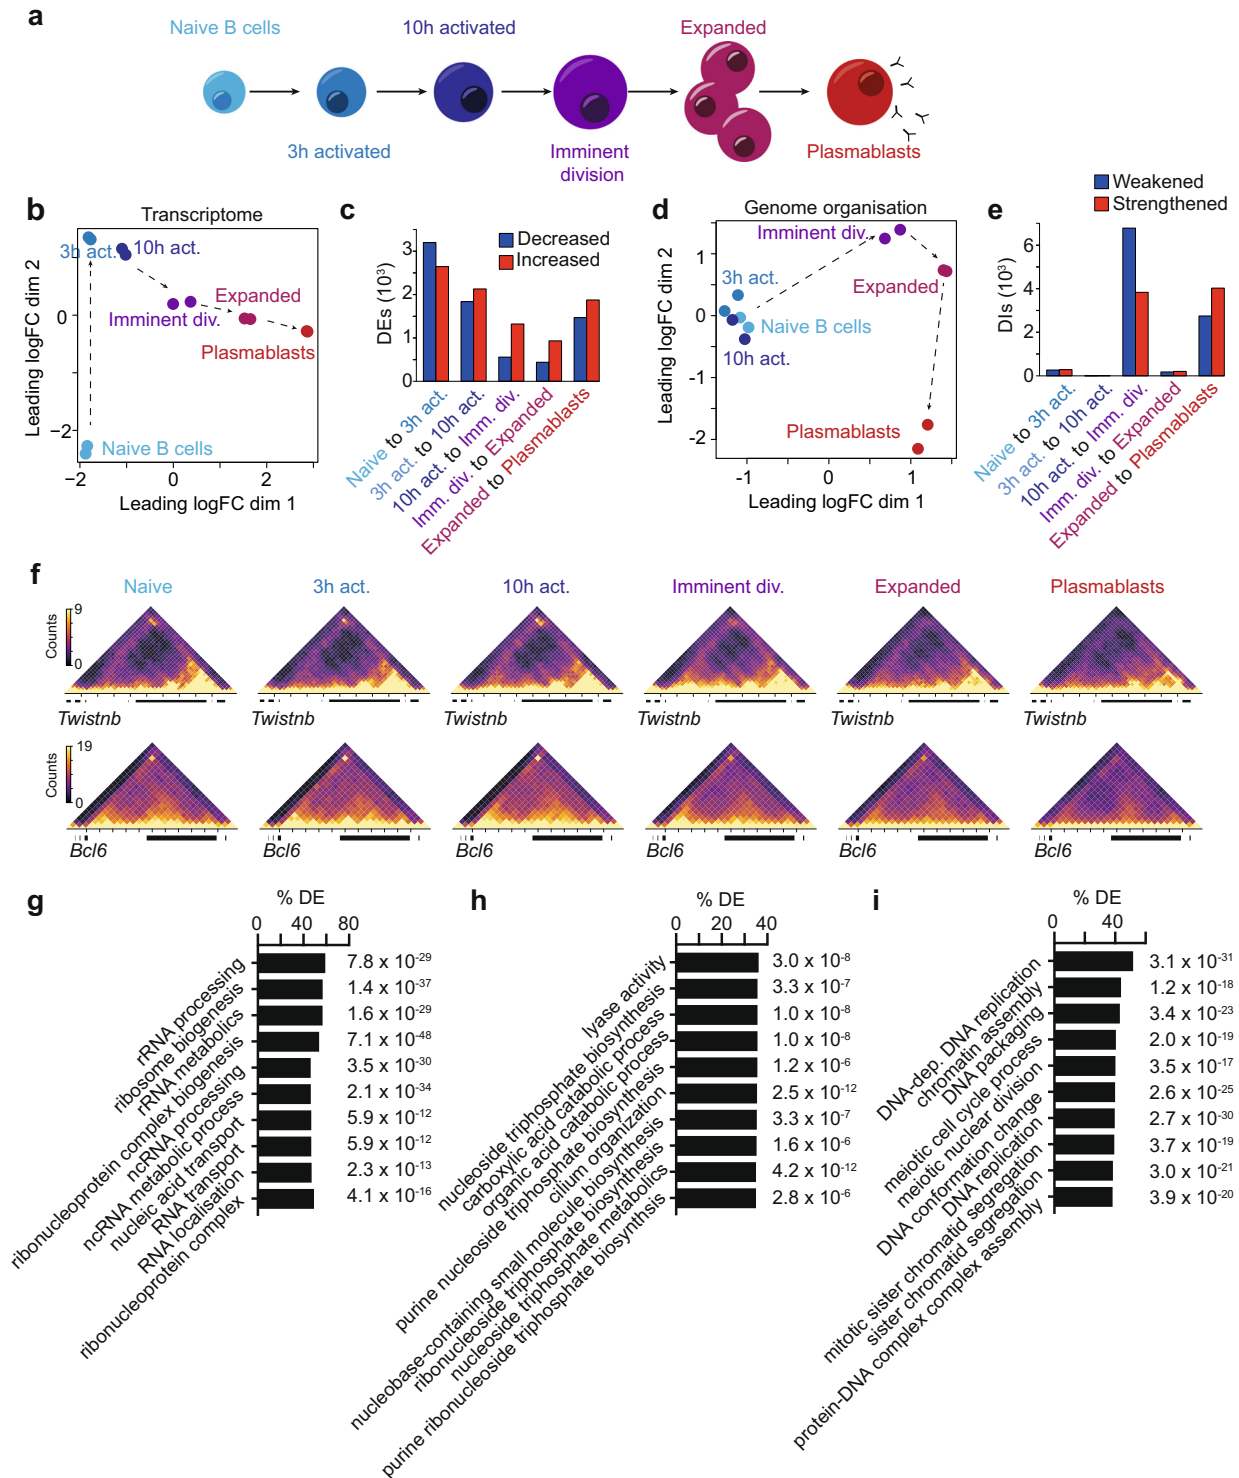 a
Naive B cells
10h activated
Expanded
3h activated
Imminent
division
Plasmablasts
b
Transcriptome
3h act.
10h act.
Expanded
Imminent div.
Plasmablasts
Naive B cells
0
−2
−2
0
2
Leading logFC dim 2
Leading logFC dim 1
c
Decreased
Increased
DEs (10³)
3
2
1
0
Naive to 3h act.
3h act. to 10h act.
10h act. to Imm. div.
Imm. div. to Expanded
Expanded to Plasmablasts
d
Genome organisation
Imminent div.
3h act.
Expanded
Naive B cells
10h act.
Plasmablasts
1
0
-1
-2
-1
0
1
Leading logFC dim 2
Leading logFC dim 1
e
Weakened
Strengthened
DIs (10³)
6
4
2
0
Naive to 3h act.
3h act. to 10h act.
10h act. to Imm. div.
Imm. div. to Expanded
Expanded to Plasmablasts
f
Naive
3h act.
10h act.
Imminent div.
Expanded
Plasmablasts
Counts
9
0
Twistnb
Twistnb
Twistnb
Twistnb
Twistnb
Twistnb
Counts
19
0
Bcl6
Bcl6
Bcl6
Bcl6
Bcl6
Bcl6
g
% DE
0 40 80
rRNA processing 7.8 x 10⁻²⁹
ribosome biogenesis 1.4 x 10⁻³⁷
rRNA metabolics 1.6 x 10⁻²⁹
ribonucleoprotein complex biogenesis 7.1 x 10⁻⁴⁸
ncRNA processing 3.5 x 10⁻³⁰
ncRNA metabolic process 2.1 x 10⁻³⁴
nucleic acid transport 5.9 x 10⁻¹²
RNA transport 5.9 x 10⁻¹²
RNA localisation 2.3 x 10⁻¹³
ribonucleoprotein complex 4.1 x 10⁻¹⁶
h
% DE
0 20 40
lyase activity 3.0 x 10⁻⁸
nucleoside triphosphate biosynthesis 3.3 x 10⁻⁷
carboxylic acid catabolic process 1.0 x 10⁻⁸
organic acid catabolic process 1.0 x 10⁻⁸
purine nucleoside triphosphate biosynthesis 1.2 x 10⁻⁶
cilium organization 2.5 x 10⁻¹²
nucleobase-containing small molecule biosynthesis 3.3 x 10⁻⁷
ribonucleoside triphosphate biosynthesis 1.6 x 10⁻⁶
nucleoside triphosphate metabolics 4.2 x 10⁻¹²
purine ribonucleoside triphosphate biosynthsis 2.8 x 10⁻⁶
i
% DE
0 40
DNA-dep. DNA replication 3.1 x 10⁻³¹
chromatin assembly 1.2 x 10⁻¹⁸
DNA packaging 3.4 x 10⁻²³
meiotic cell cycle process 2.0 x 10⁻¹⁹
meiotic nuclear division 3.5 x 10⁻¹⁷
DNA conformation change 2.6 x 10⁻²⁵
DNA replication 2.7 x 10⁻³⁰
mitotic sister chromatid segregation 3.7 x 10⁻¹⁹
sister chromatid segregation 3.0 x 10⁻²¹
protein-DNA complex assembly 3.9 x 10⁻²⁰